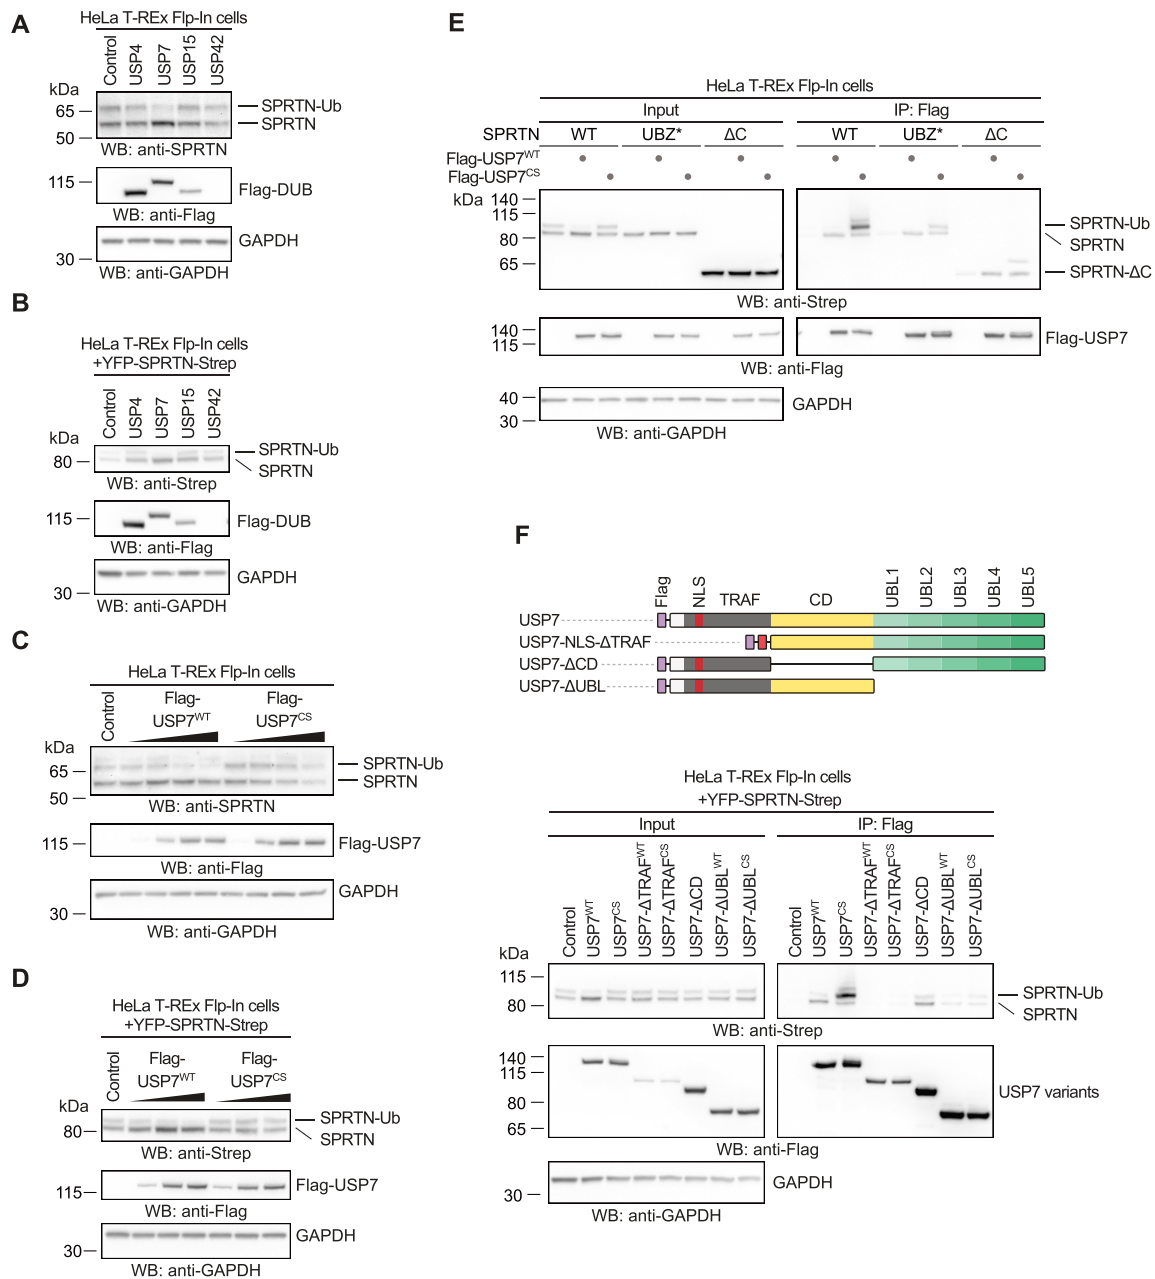 A
HeLa T-REx Flp-In cells
Control
USP4
USP7
USP15
USP42
kDa
65
50
SPRTN-Ub
SPRTN
WB: anti-SPRTN
115
Flag-DUB
WB: anti-Flag
GAPDH
30
WB: anti-GAPDH
B
HeLa T-REx Flp-In cells
+YFP-SPRTN-Strep
Control
USP4
USP7
USP15
USP42
kDa
80
SPRTN-Ub
SPRTN
WB: anti-Strep
115
Flag-DUB
WB: anti-Flag
GAPDH
30
WB: anti-GAPDH
C
HeLa T-REx Flp-In cells
Control
Flag-
USP7WT
Flag-
USP7CS
kDa
65
50
SPRTN-Ub
SPRTN
WB: anti-SPRTN
115
Flag-USP7
WB: anti-Flag
GAPDH
30
WB: anti-GAPDH
D
HeLa T-REx Flp-In cells
+YFP-SPRTN-Strep
Control
Flag-
USP7WT
Flag-
USP7CS
kDa
80
SPRTN-Ub
SPRTN
WB: anti-Strep
115
Flag-USP7
WB: anti-Flag
GAPDH
30
WB: anti-GAPDH
E
HeLa T-REx Flp-In cells
Input
IP: Flag
SPRTN WT UBZ* ΔC WT UBZ* ΔC
Flag-USP7WT
Flag-USP7CS
kDa
140
115
80
65
SPRTN-Ub
SPRTN
SPRTN-ΔC
WB: anti-Strep
140
115
Flag-USP7
WB: anti-Flag
40
30
GAPDH
WB: anti-GAPDH
F
Flag
NLS
TRAF
CD
UBL1
UBL2
UBL3
UBL4
UBL5
USP7
USP7-NLS-ΔTRAF
USP7-ΔCD
USP7-ΔUBL
HeLa T-REx Flp-In cells
+YFP-SPRTN-Strep
Input
IP: Flag
Control
USP7WT
USP7CS
USP7-ΔTRAFWT
USP7-ΔTRAFCS
USP7-ΔCD
USP7-ΔUBLWT
USP7-ΔUBLCS
Control
USP7WT
USP7CS
USP7-ΔTRAFWT
USP7-ΔTRAFCS
USP7-ΔCD
USP7-ΔUBLWT
USP7-ΔUBLCS
kDa
115
80
SPRTN-Ub
SPRTN
WB: anti-Strep
140
115
80
65
USP7 variants
WB: anti-Flag
30
GAPDH
WB: anti-GAPDH